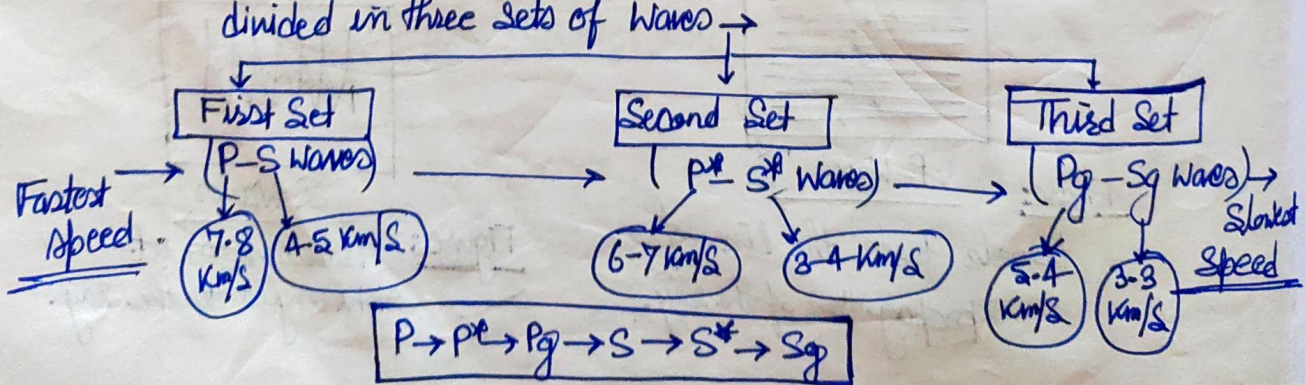 divided in three sets of Waves →
First Set
Second Set
Third Set
(P-S Waves)
(P*- S* Waves)
(Pg - Sg Waves) →
Fastest
speed.
Slowest
Speed
7.8
Km/S
4-5 Km/S
6-7 Km/S
3-4 Km/S
5.4
Km/S
3-3
Km/S
P → P* → Pg → S → S* → Sg